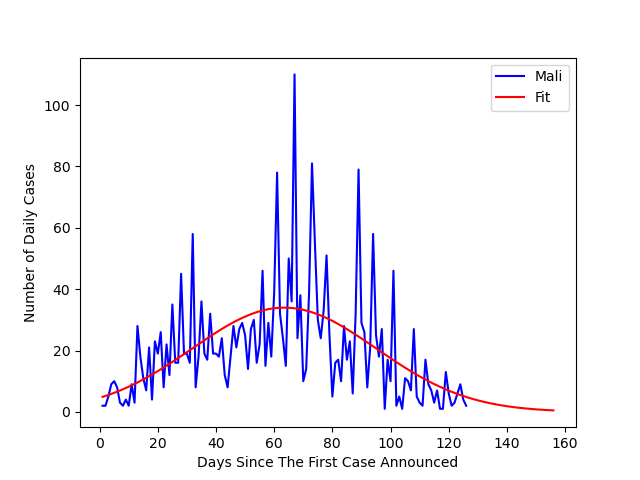 Mali
Fit
Number of Daily Cases
100
80
60
40
20
0
0 20 40 60 80 100 120 140 160
Days Since The First Case Announced